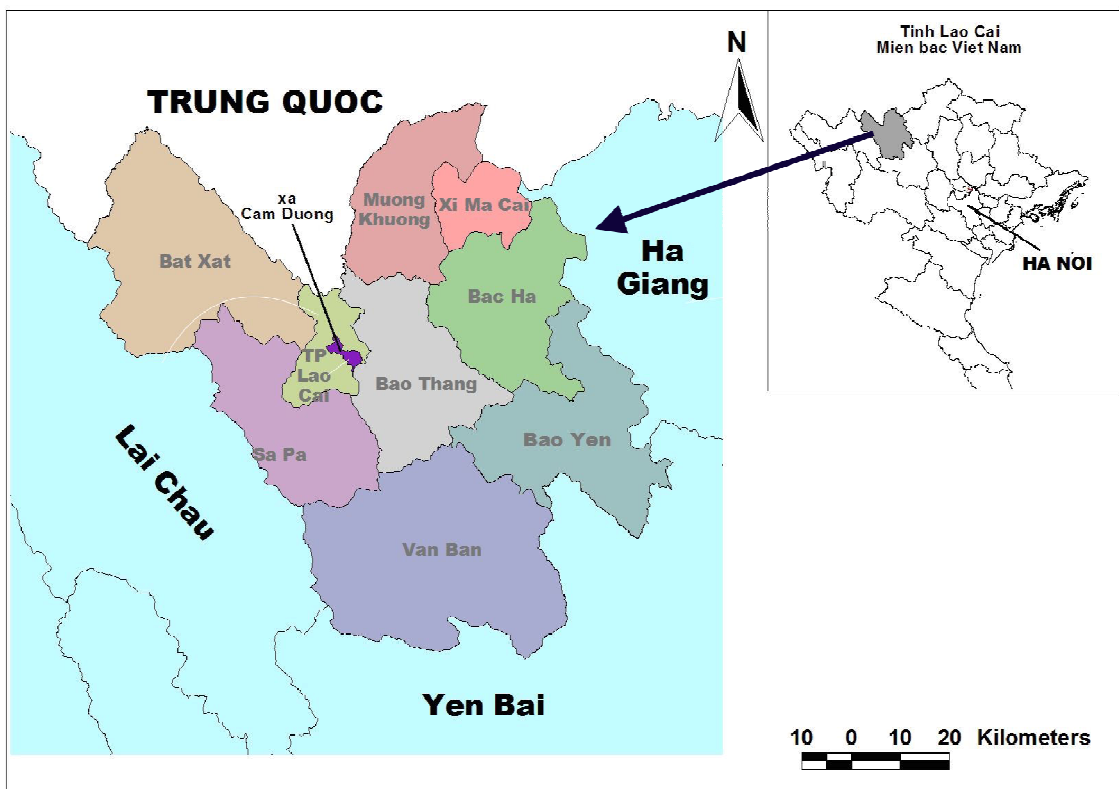 Tinh Lao Cai
Mien bac Viet Nam
N
TRUNG QUOC
xa
Cam Duong
Muong
Khuong
Xi Ma Cai
Bat Xat
Ha
Giang
HA NOI
Bac Ha
TP
Lao
Cai
Bao Thang
Lai Chau
Sa Pa
Bao Yen
Van Ban
Yen Bai
10 0 10 20 Kilometers